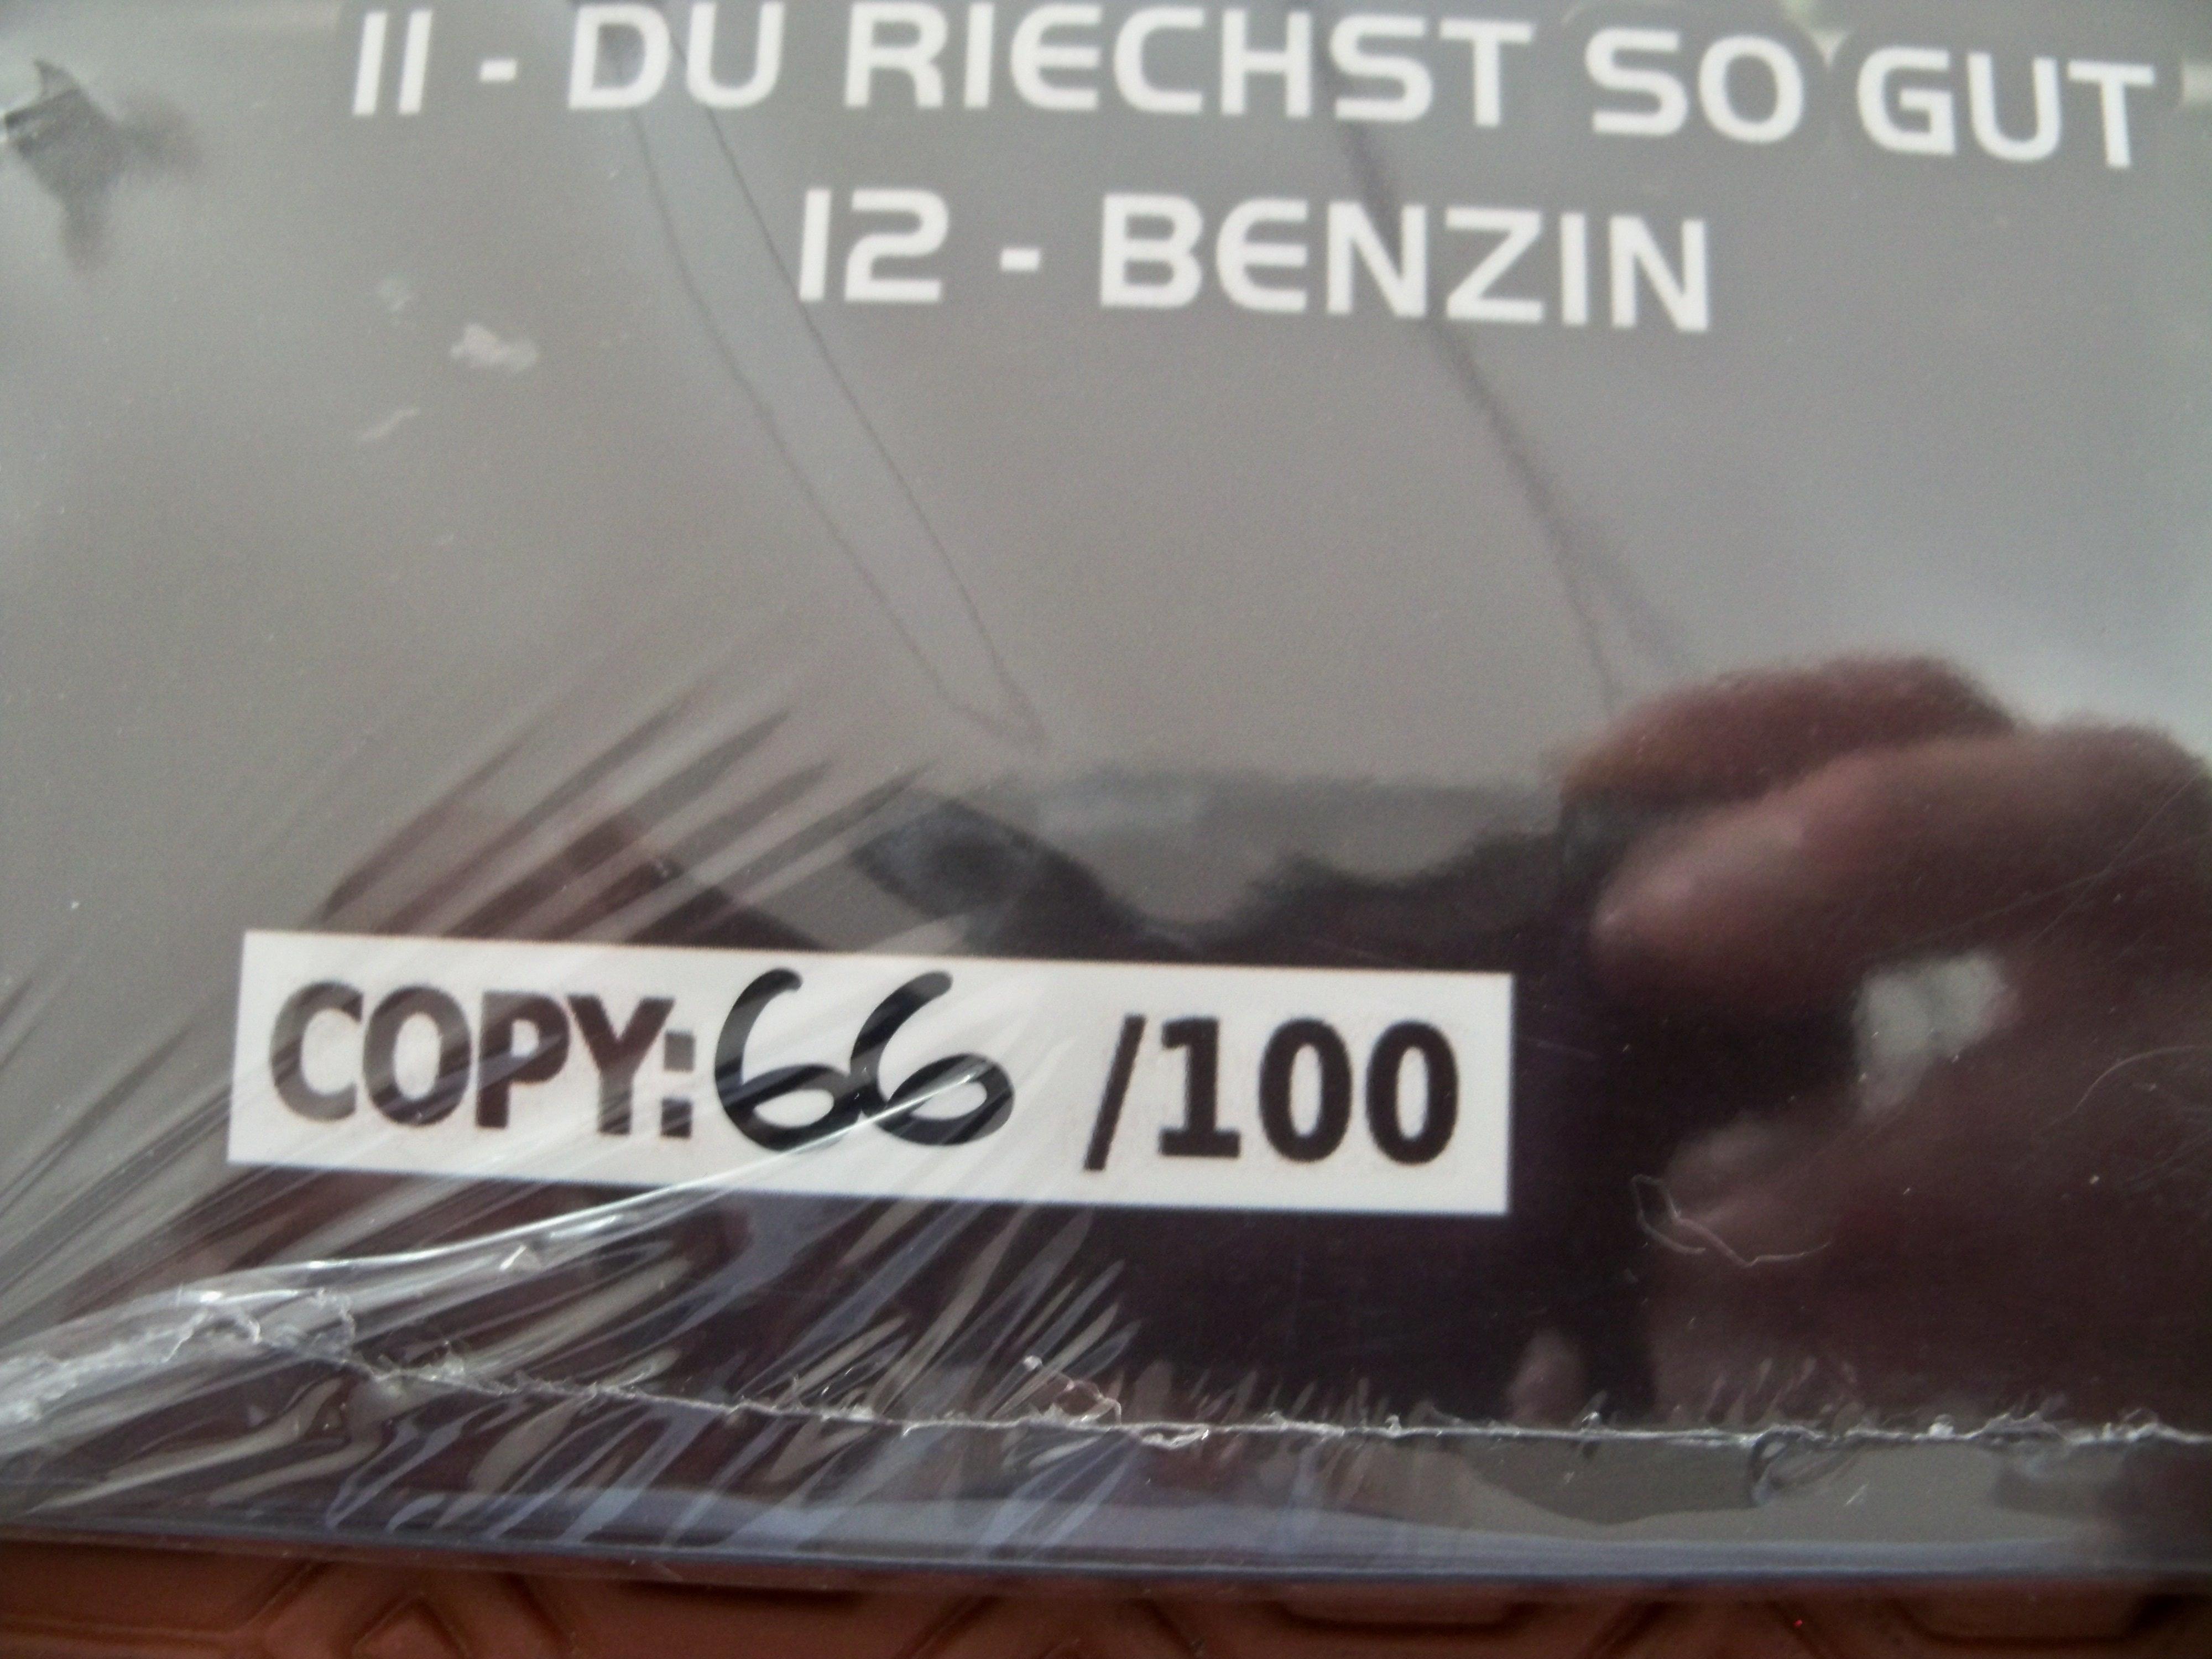 11 - DU RIECHST SO GUT
12 - BENZIN
COPY: 66 /100